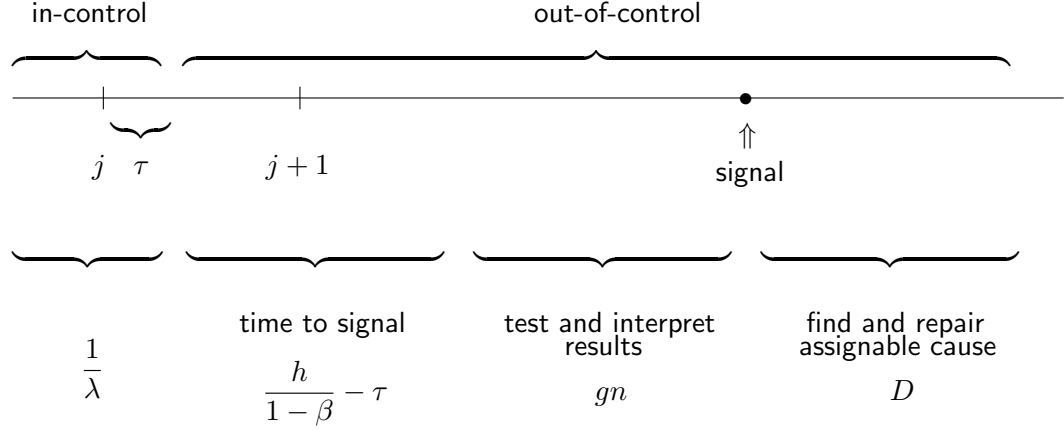 in-control out-of-control
j τ j + 1
⇑
signal
time to signal test and interpret find and repair
results assignable cause
1/λ h/(1 − β) − τ gn D